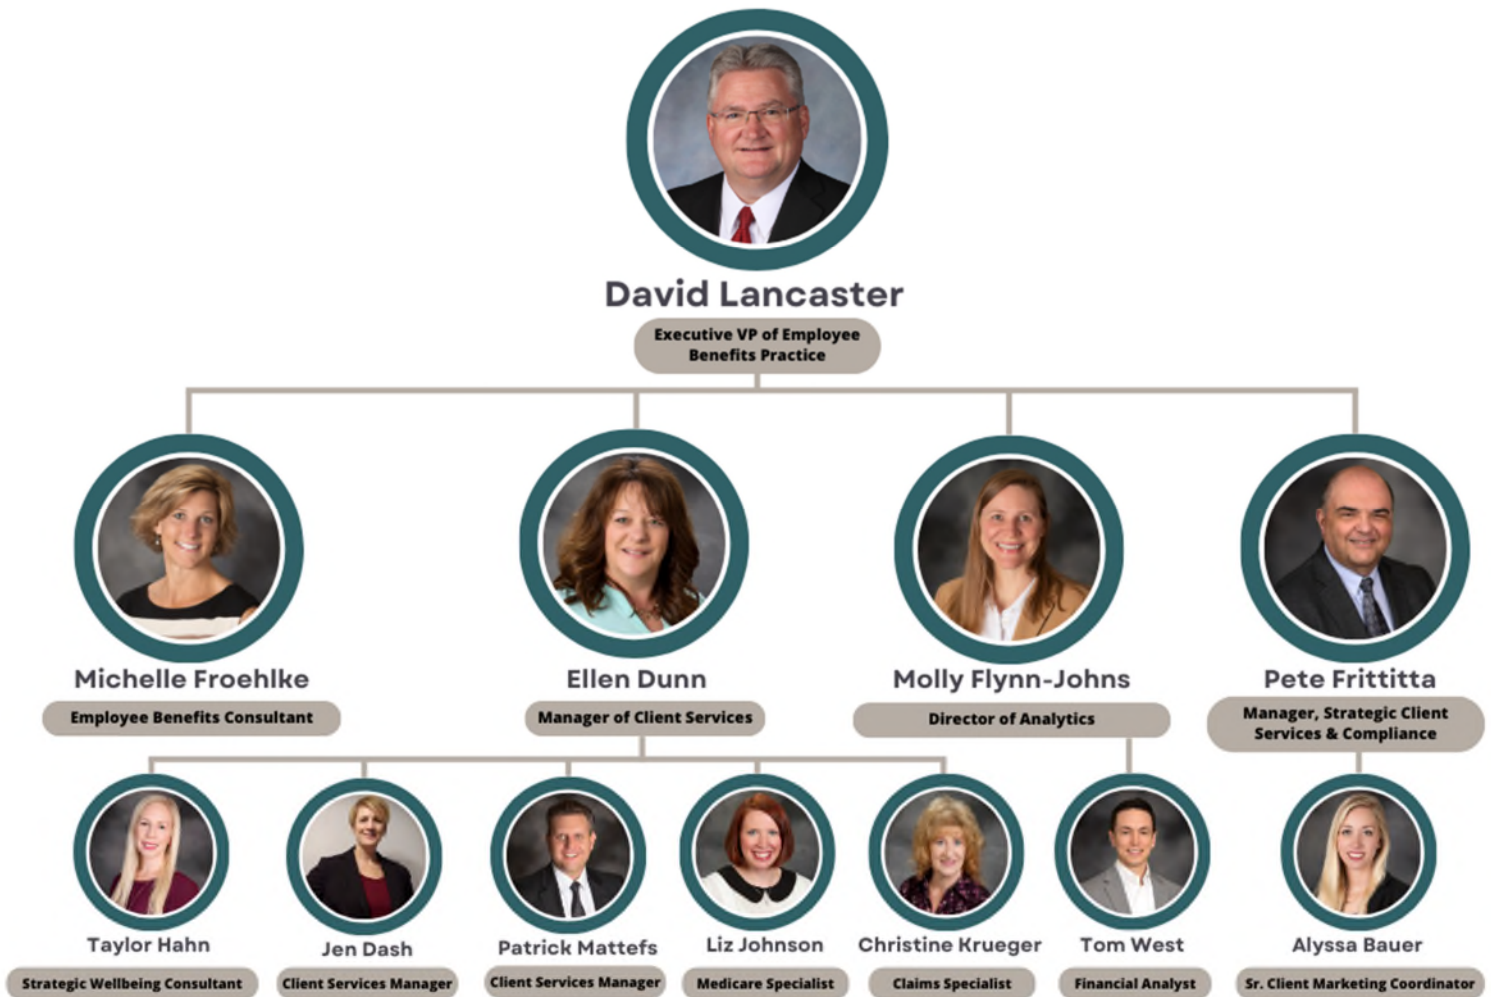 David Lancaster
Executive VP of Employee
Benefits Practice
Michelle Froehlke
Employee Benefits Consultant
Ellen Dunn
Manager of Client Services
Molly Flynn-Johns
Director of Analytics
Pete Frittitta
Manager, Strategic Client
Services & Compliance
Taylor Hahn
Strategic Wellbeing Consultant
Jen Dash
Client Services Manager
Patrick Mattefs
Client Services Manager
Liz Johnson
Medicare Specialist
Christine Krueger
Claims Specialist
Tom West
Financial Analyst
Alyssa Bauer
Sr. Client Marketing Coordinator